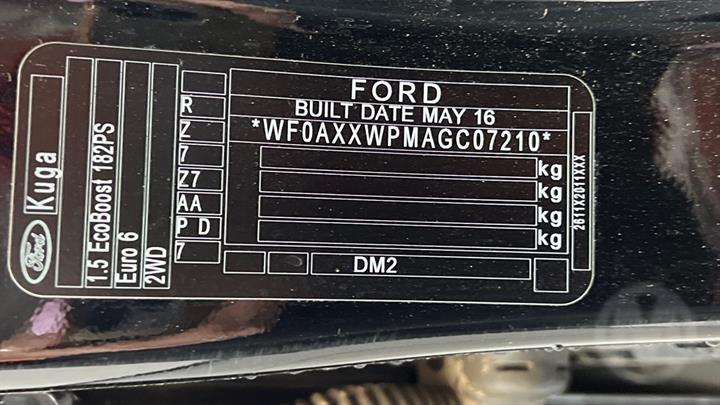 Ford
Kuga
1.5 EcoBoost 182PS
Euro 6
2WD
R
Z
7
Z7
AA
P D
7
FORD
BUILT DATE MAY 16
*WF0AXXWPMAGC07210*
kg
kg
kg
kg
DM2
2611X2011XXX